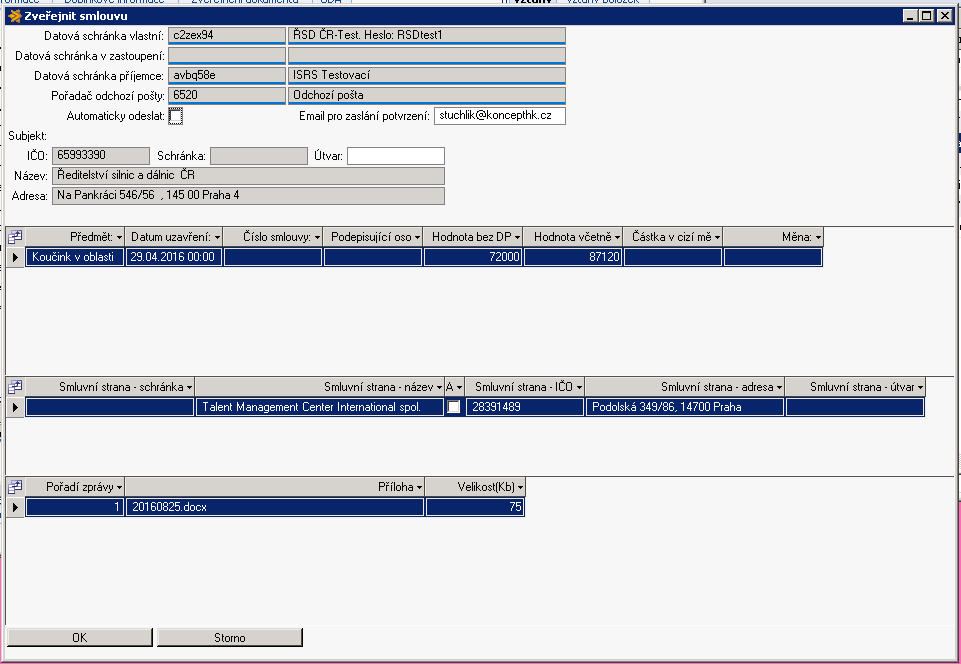 Zveřejnit smlouvu
Datová schránka vlastní: c2zex94 ŘSD ČR-Test. Heslo: RSDtest1
Datová schránka v zastoupení:
Datová schránka příjemce: avbq58e ISRS Testovací
Pořadač odchozí pošty: 6520 Odchozí pošta
Automaticky odeslat: Email pro zaslání potvrzení: stuchlik@koncepthk.cz
Subjekt:
IČO: 65993390 Schránka: Útvar:
Název: Ředitelství silnic a dálnic ČR
Adresa: Na Pankráci 546/56 , 145 00 Praha 4
Předmět: Datum uzavření: Číslo smlouvy: Podepisující oso Hodnota bez DP Hodnota včetně Částka v cizí mě Měna:
Koučink v oblasti 29.04.2016 00:00 72000 87120
Smluvní strana - schránka Smluvní strana - název A Smluvní strana - IČO Smluvní strana - adresa Smluvní strana - útvar
Talent Management Center International spol. 28391489 Podolská 349/86, 14700 Praha
Pořadí zprávy Příloha Velikost(Kb)
1 20160825.docx 75
OK Storno